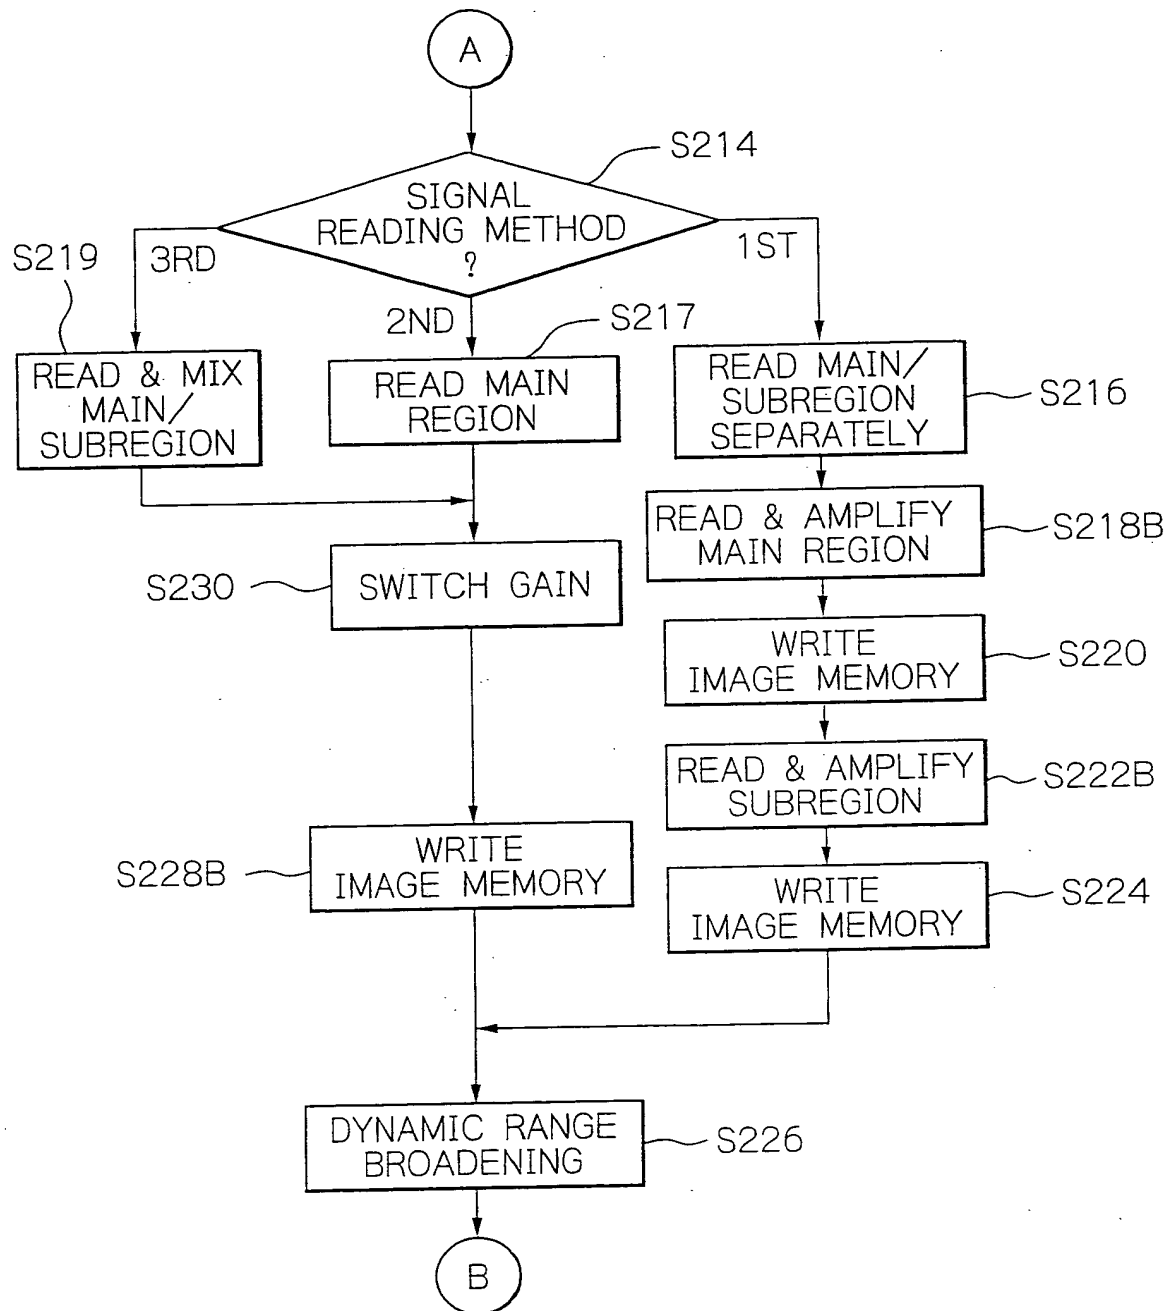 A
S214
SIGNAL
READING METHOD
?
3RD
2ND
1ST
S219
READ & MIX
MAIN/
SUBREGION
S217
READ MAIN
REGION
READ MAIN/
SUBREGION
SEPARATELY
S216
READ & AMPLIFY
MAIN REGION
S218B
S230
SWITCH GAIN
WRITE
IMAGE MEMORY
S220
READ & AMPLIFY
SUBREGION
S222B
S228B
WRITE
IMAGE MEMORY
WRITE
IMAGE MEMORY
S224
DYNAMIC RANGE
BROADENING
S226
B